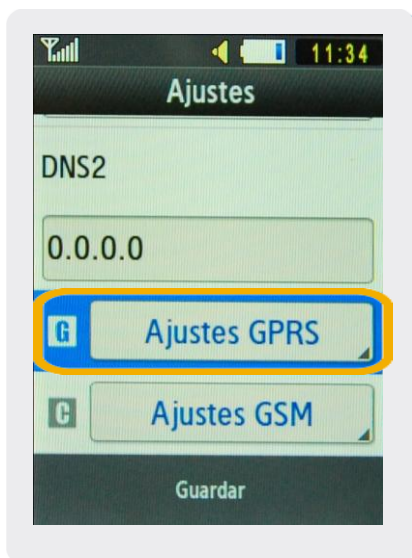 11:34
Ajustes
DNS2
0.0.0.0
G Ajustes GPRS
C Ajustes GSM
Guardar